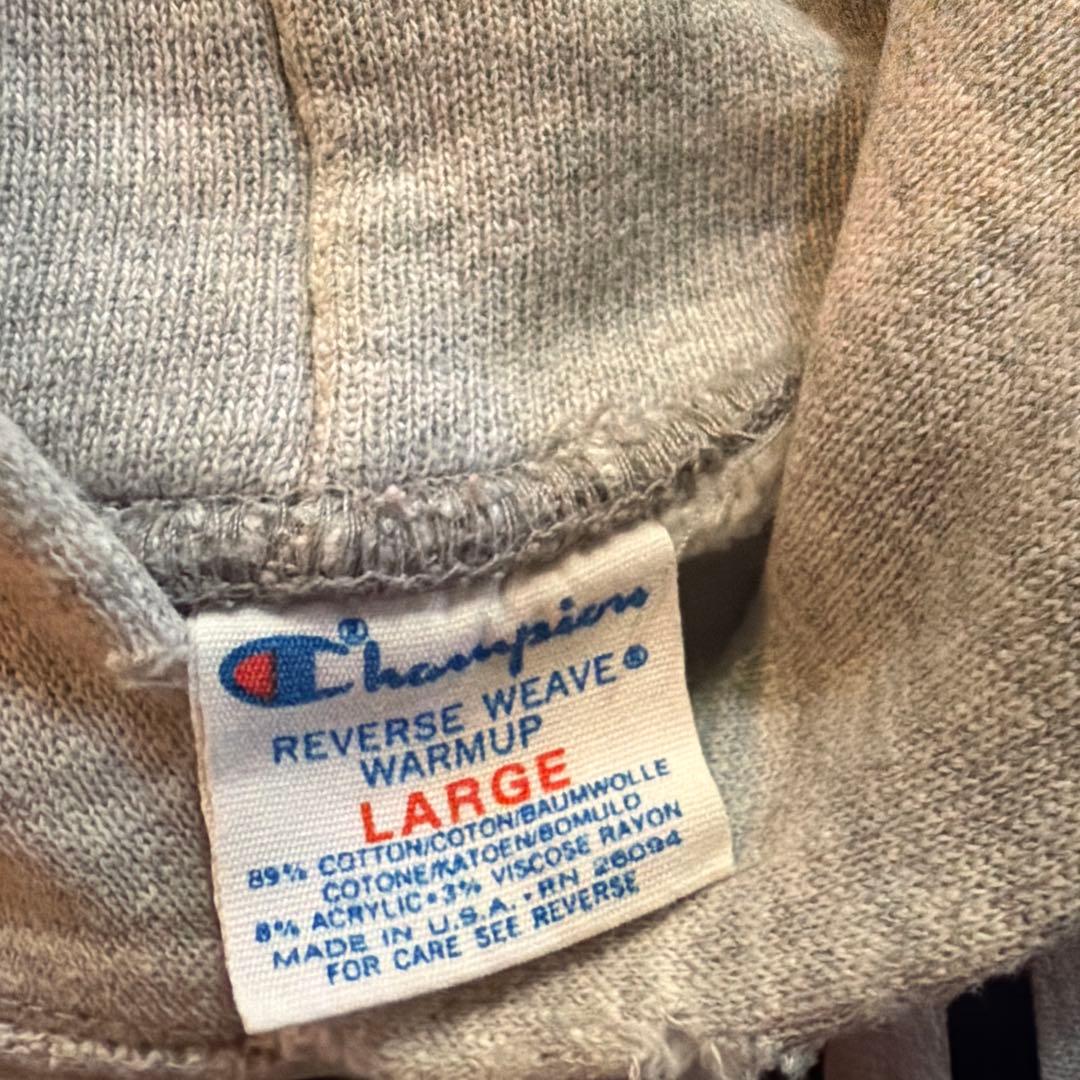 Champion®
REVERSE WEAVE®
WARMUP
LARGE
89% COTTON/COTON/BAUMWOLLE
COTONE/KATOEN/BOMULO
8% ACRYLIC•3% VISCOSE RAYON
MADE IN U.S.A. • RN 26094
FOR CARE SEE REVERSE